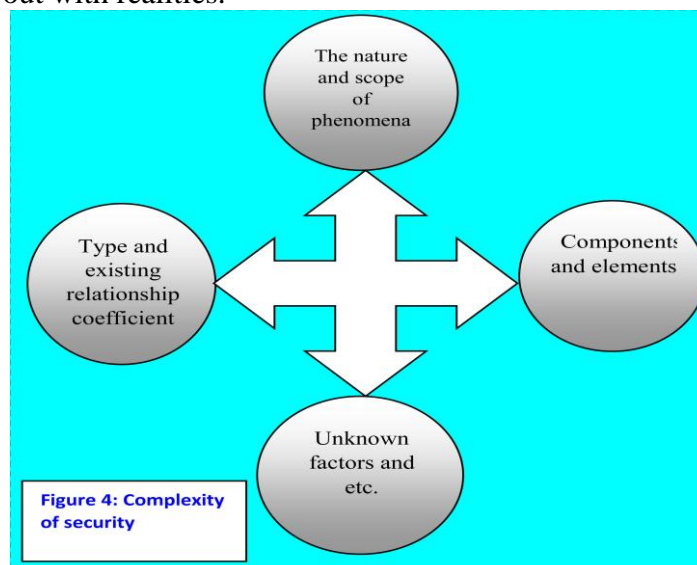 out with realities.
The nature
and scope
of
phenomena
Type and
existing
relationship
coefficient
Components
and elements
Unknown
factors and
etc.
Figure 4: Complexity
of security